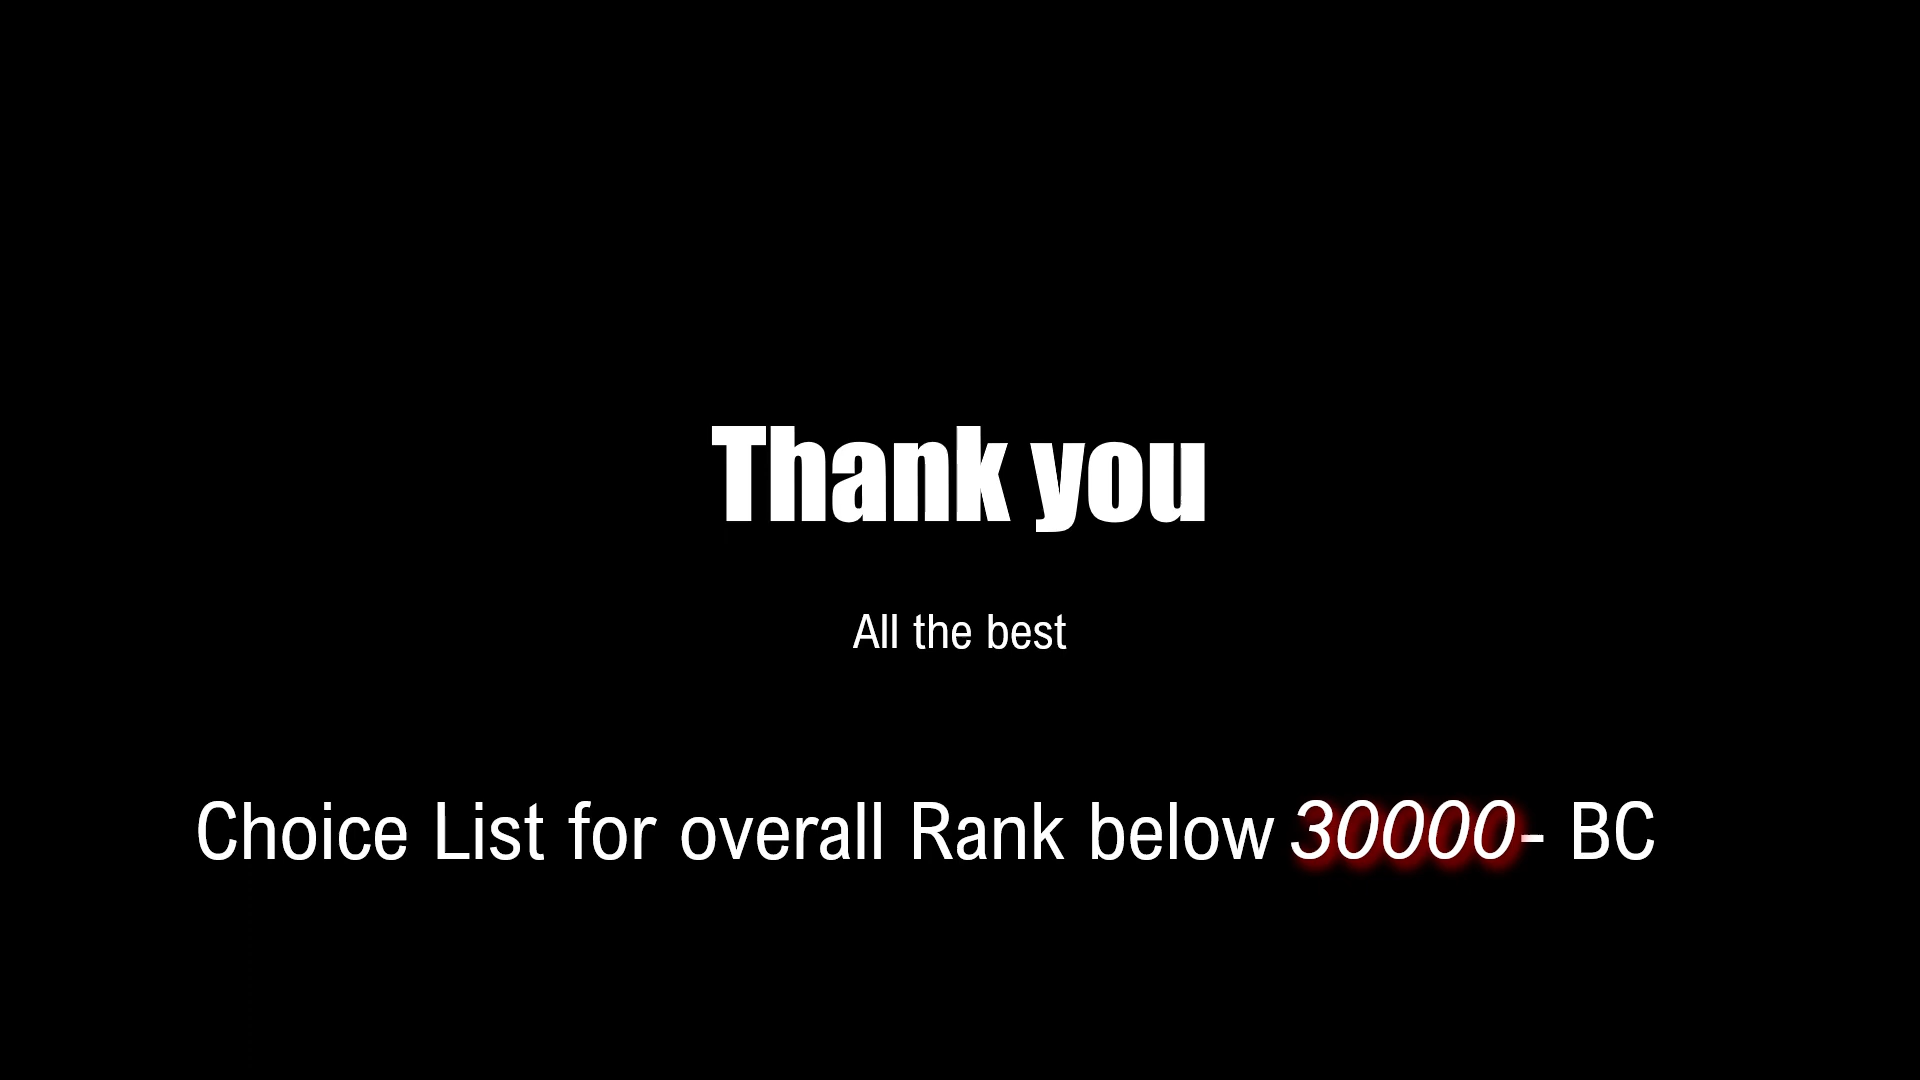 Thank you
All the best
Choice List for overall Rank below 30000- BC